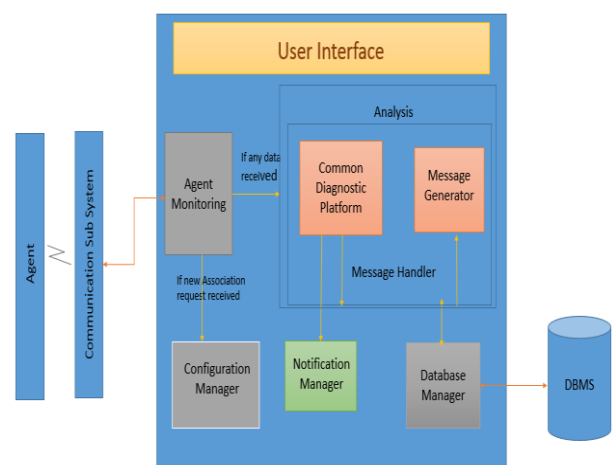 User Interface
Analysis
Agent
Communication Sub System
Agent
Monitoring
If any data
received
Common
Diagnostic
Platform
Message
Generator
Message Handler
If new Association
request received
Configuration
Manager
Notification
Manager
Database
Manager
DBMS